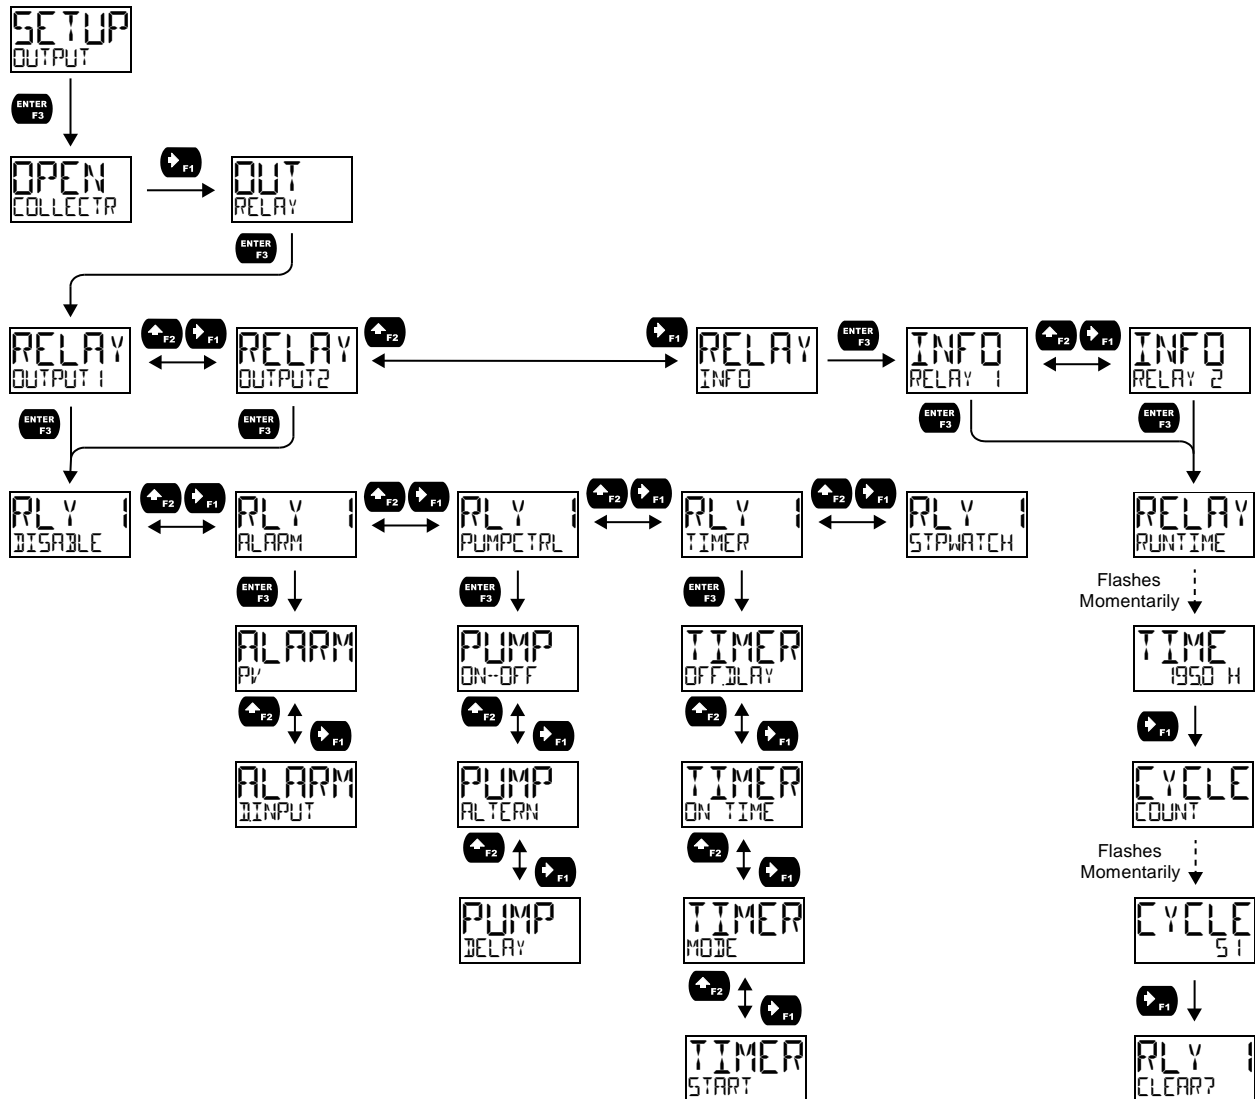 SETUP
OUTPUT
ENTER
F3
OPEN
COLLECTR
F1
OUT
RELAY
ENTER
F3
RELAY
OUTPUT1
F2
F1
RELAY
OUTPUT2
F2
F1
RELAY
INFO
ENTER
F3
INFO
RELAY 1
F2
F1
INFO
RELAY 2
ENTER
F3
ENTER
F3
ENTER
F3
ENTER
F3
RLY 1
DISABLE
F2
F1
RLY 1
ALARM
F2
F1
RLY 1
PUMPCTRL
F2
F1
RLY 1
TIMER
F2
F1
RLY 1
STPWATCH
RELAY
RUNTIME
ENTER
F3
ENTER
F3
ENTER
F3
Flashes
Momentarily
ALARM
PV
PUMP
ON--OFF
TIMER
OFF.DLAY
TIME
195.0 H
F2
F1
F2
F1
F2
F1
F1
ALARM
D.INPUT
PUMP
ALTERN
TIMER
ON TIME
CYCLE
COUNT
F2
F1
F2
F1
Flashes
Momentarily
PUMP
DELAY
TIMER
MODE
CYCLE
51
F2
F1
F1
TIMER
START
RLY 1
CLEAR?